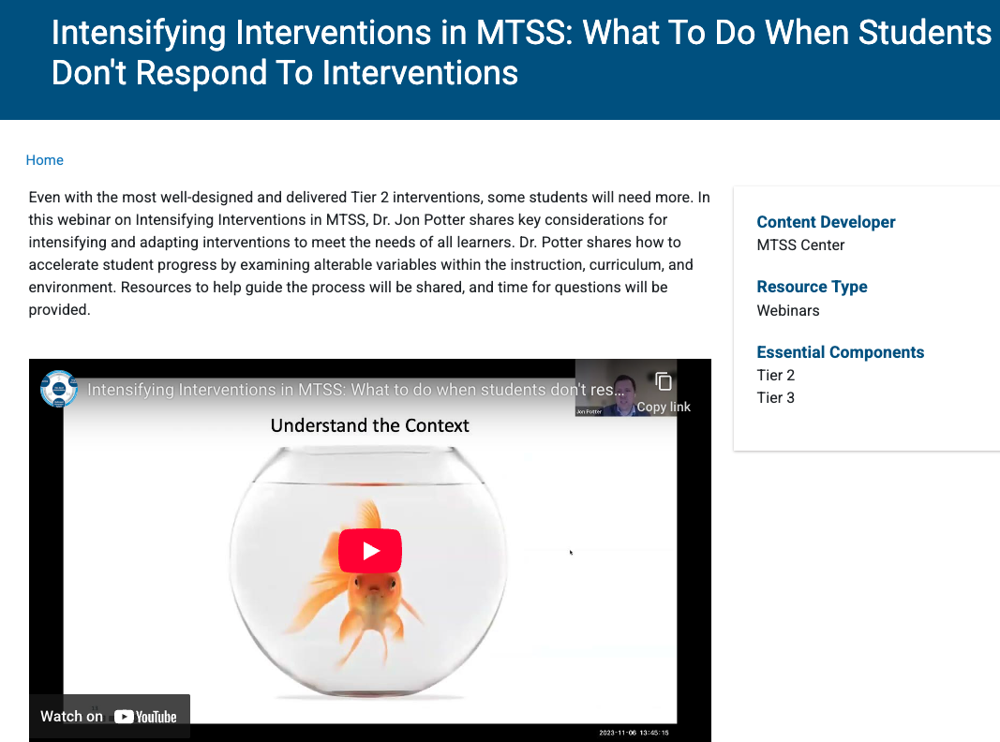 Intensifying Interventions in MTSS: What To Do When Students
Don't Respond To Interventions
Home
Even with the most well-designed and delivered Tier 2 interventions, some students will need more. In
this webinar on Intensifying Interventions in MTSS, Dr. Jon Potter shares key considerations for
intensifying and adapting interventions to meet the needs of all learners. Dr. Potter shares how to
accelerate student progress by examining alterable variables within the instruction, curriculum, and
environment. Resources to help guide the process will be shared, and time for questions will be
provided.
Content Developer
MTSS Center
Resource Type
Webinars
Essential Components
Tier 2
Tier 3
Intensifying Interventions in MTSS: What to do when students don't res...
Copy link
Jon Potter
Understand the Context
Watch on YouTube
2023-11-06 13:45:15